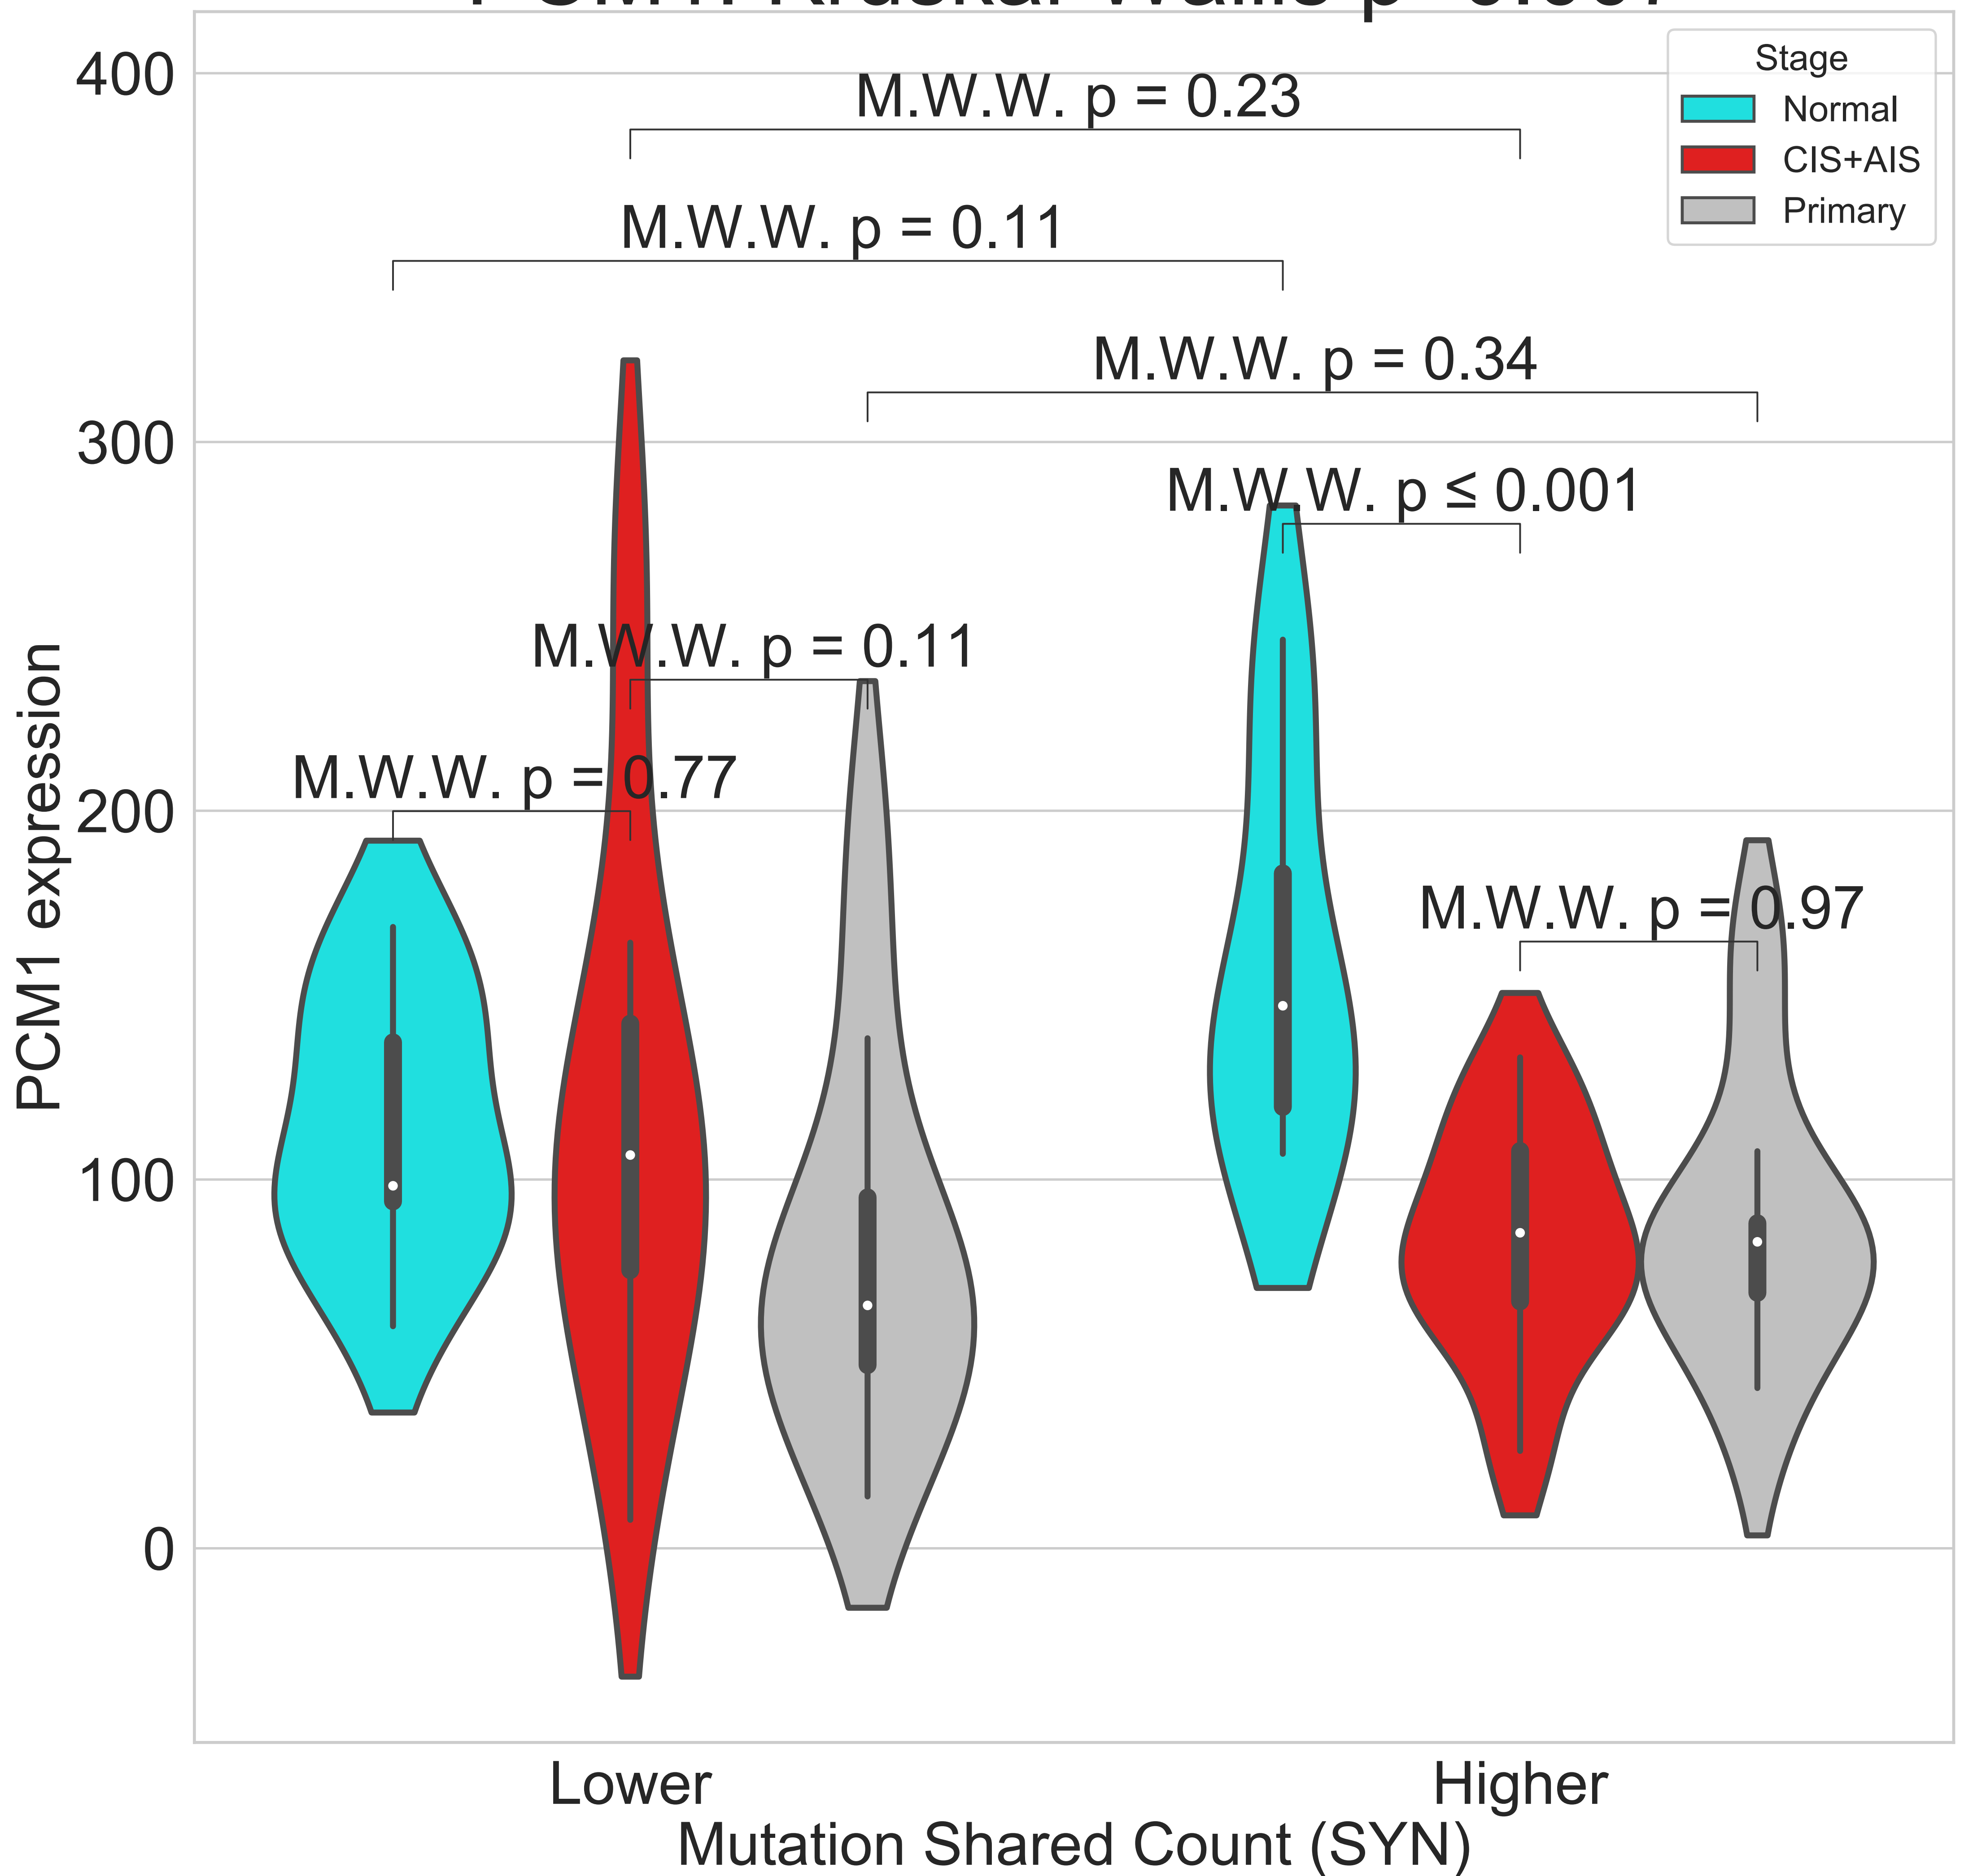 400
300
200
100
0
PCM1 expression
M.W.W. p = 0.23
M.W.W. p = 0.11
M.W.W. p = 0.34
M.W.W. p ≤ 0.001
M.W.W. p = 0.11
M.W.W. p = 0.77
M.W.W. p = 0.97
Stage
Normal
CIS+AIS
Primary
Lower
Higher
Mutation Shared Count (SYN)